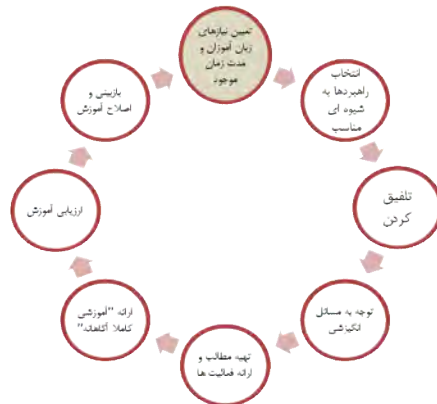 تعیین نیازهای
زبان آموزان و
مدت زمان
موجود
انتخاب
راهبردها به
شیوه ای
مناسب
تلفیق
کردن
توجه به مسائل
انگیزشی
تهیه مطالب و
ارائه فعالیت ها
ارائه "آموزشی
کاملا آگاهانه"
ارزیابی آموزش
بازبینی و
اصلاح آموزش